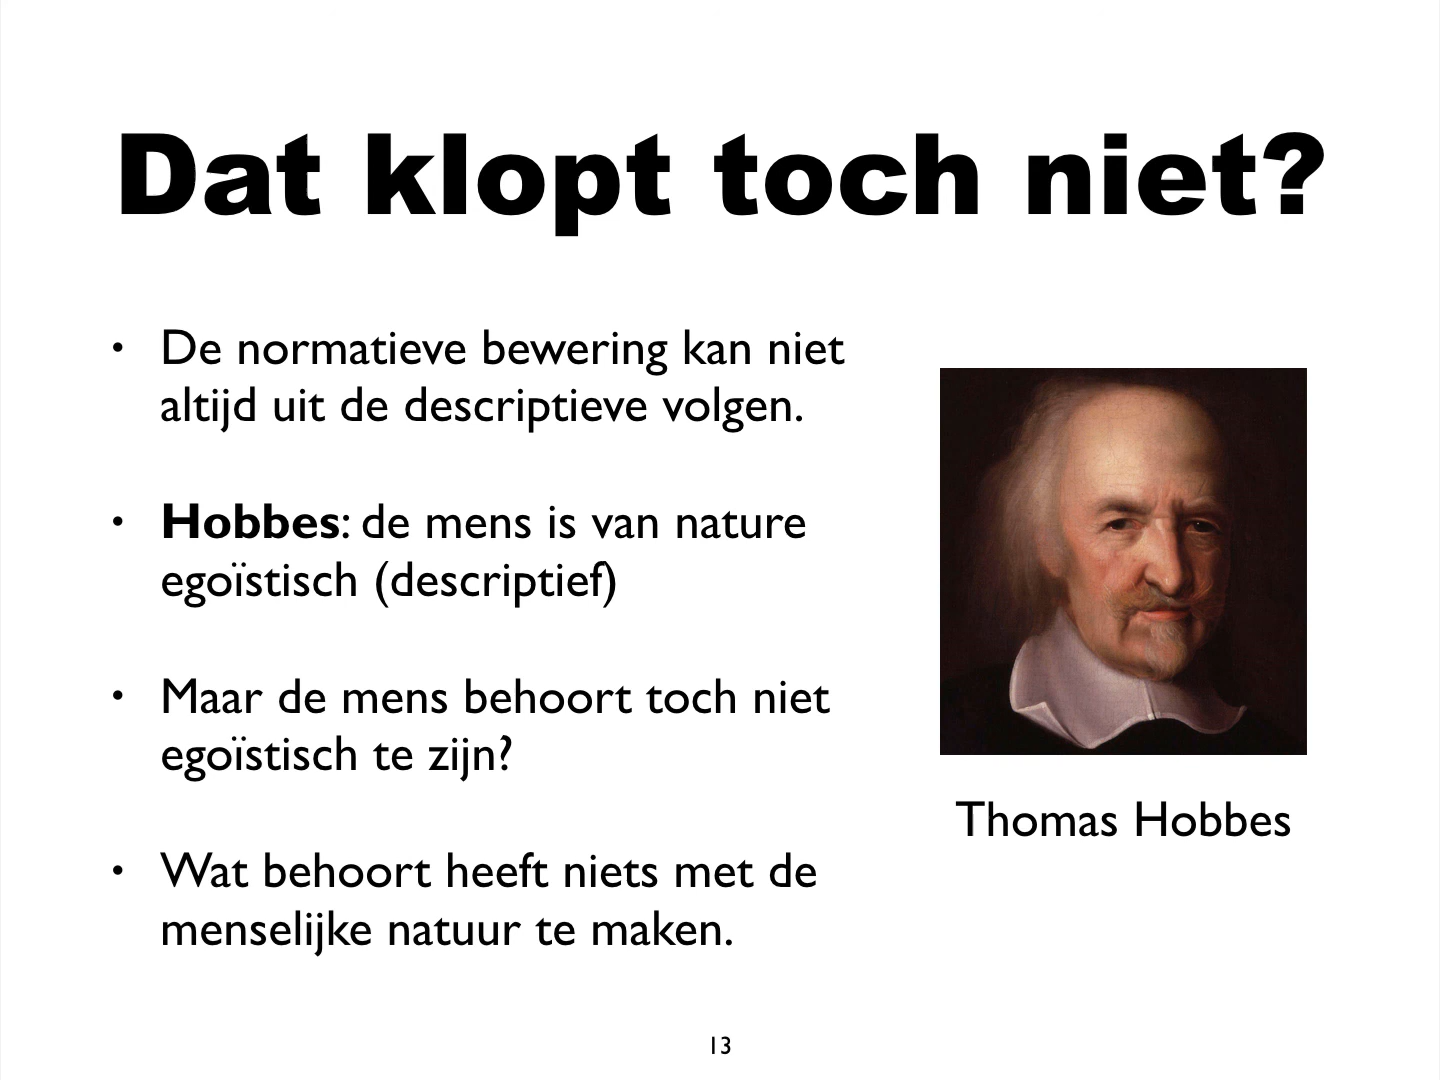 Dat klopt toch niet?
• De normatieve bewering kan niet
altijd uit de descriptieve volgen.
• Hobbes: de mens is van nature
egoïstisch (descriptief)
• Maar de mens behoort toch niet
egoïstisch te zijn?
• Wat behoort heeft niets met de
menselijke natuur te maken.
Thomas Hobbes
13